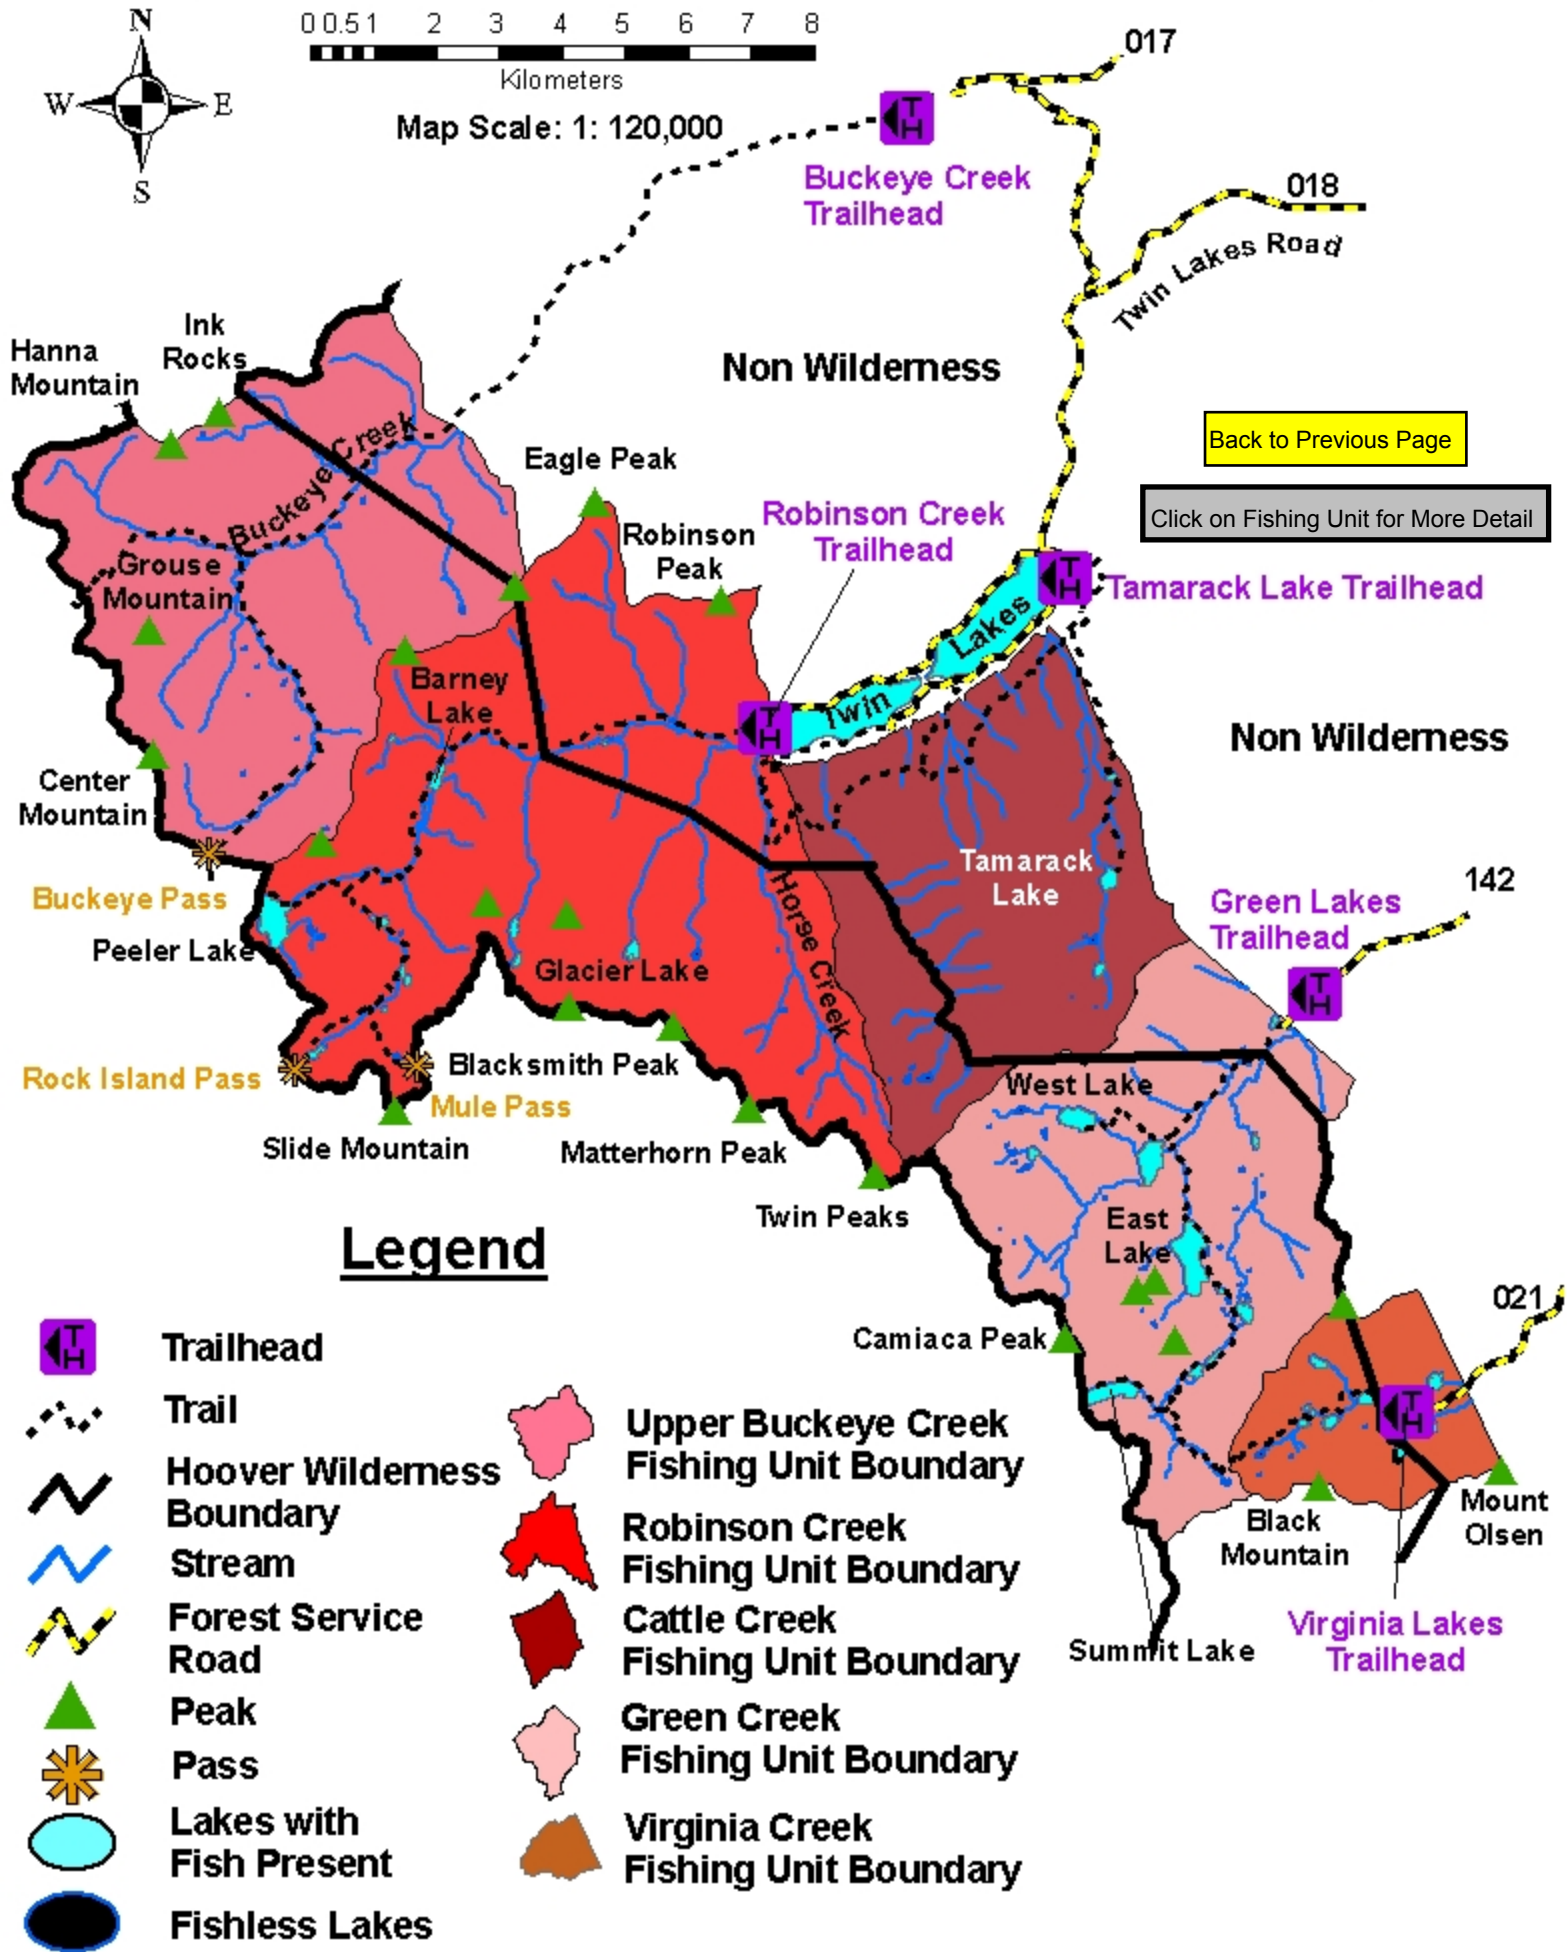 N
W E
S
0 0.5 1 2 3 4 5 6 7 8
Kilometers
Map Scale: 1: 120,000
017
TH
Buckeye Creek
Trailhead
018
Twin Lakes Road
Ink
Rocks
Hanna
Mountain
Non Wilderness
Back to Previous Page
Click on Fishing Unit for More Detail
Buckeye Creek
Eagle Peak
Robinson
Peak
Robinson Creek
Trailhead
TH
Tamarack Lake Trailhead
Grouse
Mountain
Twin Lakes
TH
Barney
Lake
Non Wilderness
Center
Mountain
Tamarack
Lake
142
Green Lakes
Trailhead
TH
Buckeye Pass
Peeler Lake
Horse Creek
Glacier Lake
Rock Island Pass
Blacksmith Peak
Mule Pass
West Lake
Slide Mountain
Matterhorn Peak
Twin Peaks
East
Lake
Camiaca Peak
021
TH
Black
Mountain
Mount
Olsen
Summit Lake
Virginia Lakes
Trailhead
Legend
TH
Trailhead
Trail
Hoover Wilderness
Boundary
Stream
Forest Service
Road
Peak
Pass
Lakes with
Fish Present
Fishless Lakes
Upper Buckeye Creek
Fishing Unit Boundary
Robinson Creek
Fishing Unit Boundary
Cattle Creek
Fishing Unit Boundary
Green Creek
Fishing Unit Boundary
Virginia Creek
Fishing Unit Boundary